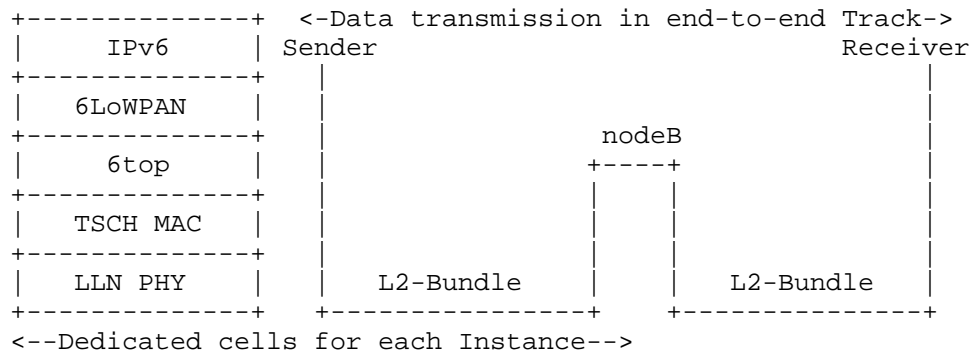 <-Data transmission in end-to-end Track->
IPv6 Sender Receiver
6LoWPAN
nodeB
6top
TSCH MAC
LLN PHY L2-Bundle L2-Bundle
<--Dedicated cells for each Instance-->